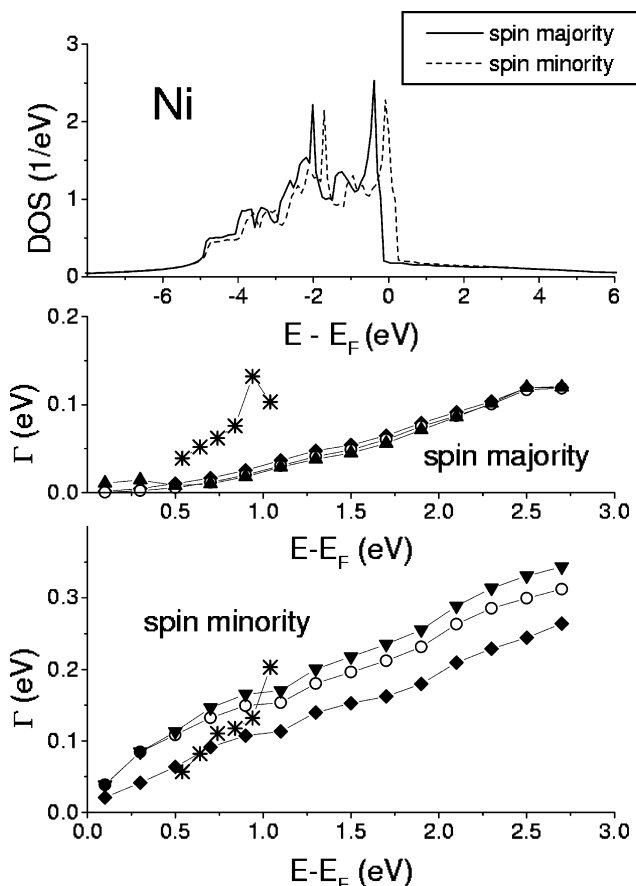 spin majority
spin minority
3
2
1
0
DOS (1/eV)
Ni
-6 -4 -2 0 2 4 6
E - E_F (eV)
0.2
0.1
0.0
Γ (eV)
spin majority
0.5 1.0 1.5 2.0 2.5 3.0
E-E_F (eV)
0.3
0.2
0.1
0.0
Γ (eV)
spin minority
0.0 0.5 1.0 1.5 2.0 2.5 3.0
E-E_F (eV)